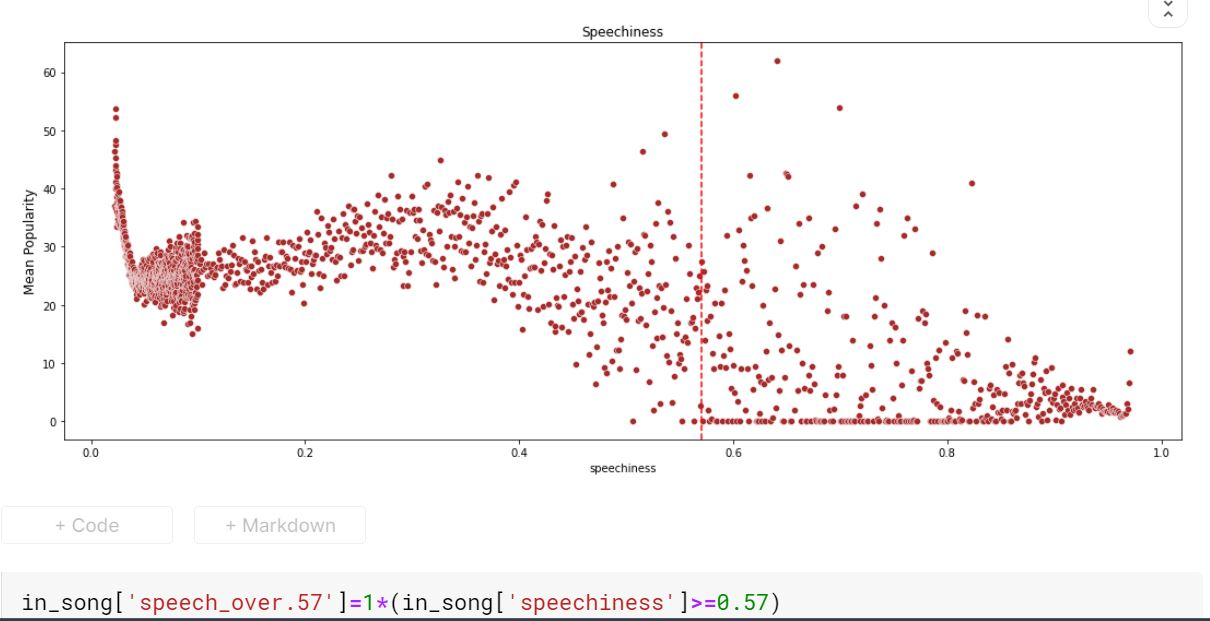 Speechiness
60
50
40
30
20
10
0
Mean Popularity
0.0 0.2 0.4 0.6 0.8 1.0
speechiness
+ Code + Markdown
in_song['speech_over.57']=1*(in_song['speechiness']>=0.57)